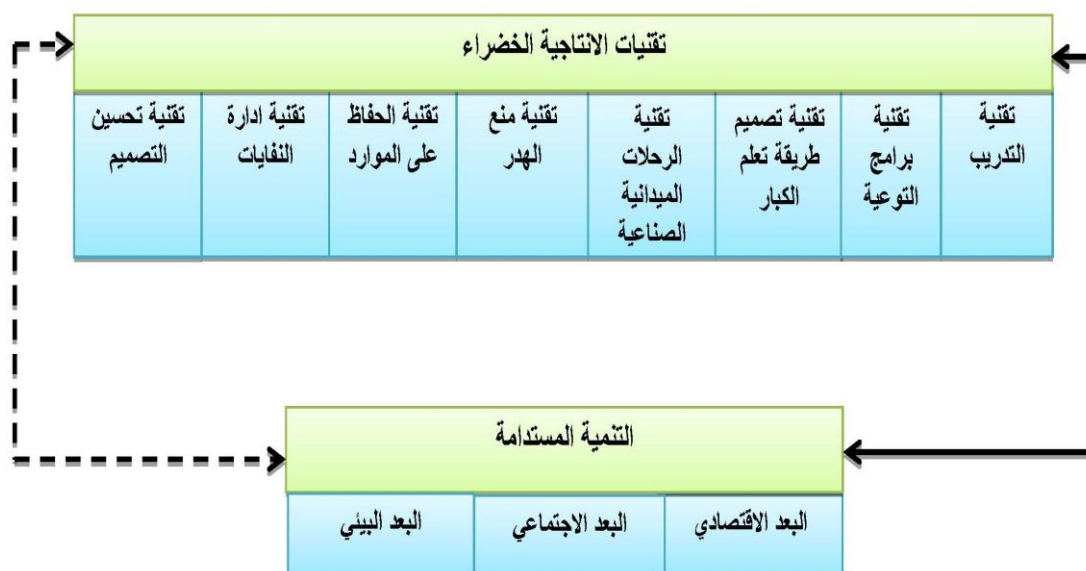 تقنيات الانتاجية الخضراء
تقنية
التدريب
تقنية
برامج
التوعية
تقنية تصميم
طريقة تعلم
الكبار
تقنية
الرحلات
الميدانية
الصناعية
تقنية منع
الهدر
تقنية الحفاظ
على الموارد
تقنية ادارة
النفايات
تقنية تحسين
التصميم
التنمية المستدامة
البعد الاقتصادي
البعد الاجتماعي
البعد البيئي